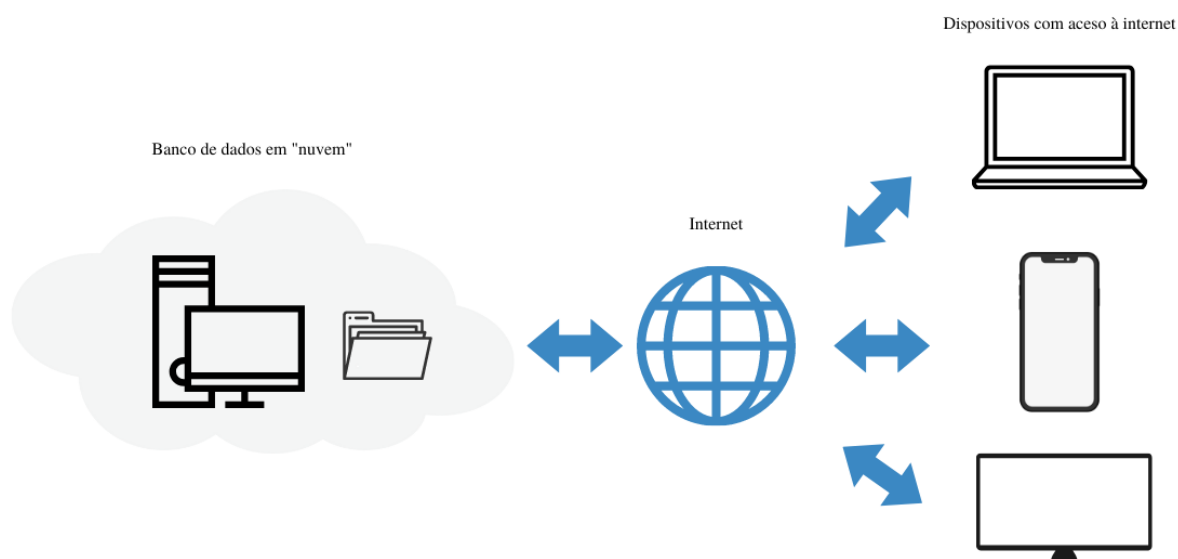 Dispositivos com aceso à internet
Banco de dados em "nuvem"
Internet